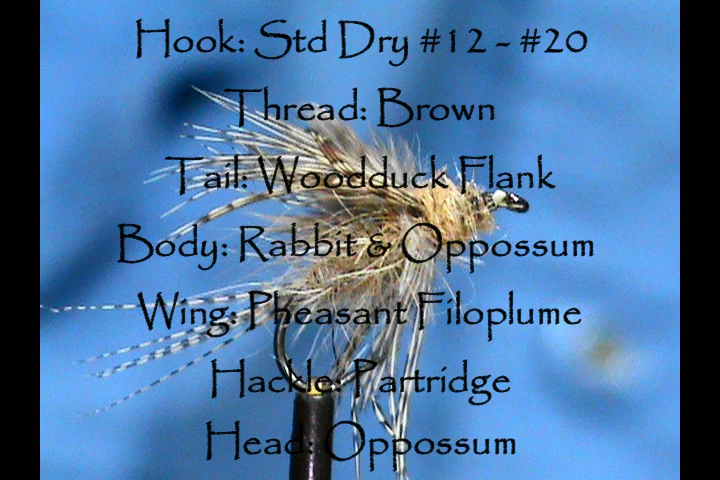 Hook: Std Dry #12 - #20
Thread: Brown
Tail: Woodduck Flank
Body: Rabbit & Oppossum
Wing: Pheasant Filoplume
Hackle: Partridge
Head: Oppossum